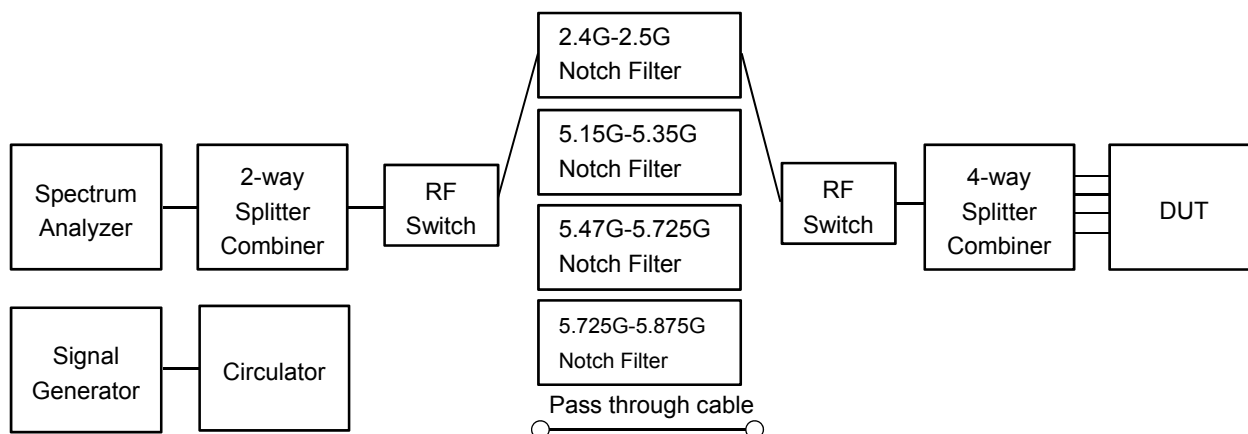 2.4G-2.5G
Notch Filter
5.15G-5.35G
Notch Filter
5.47G-5.725G
Notch Filter
5.725G-5.875G
Notch Filter
Pass through cable
Spectrum
Analyzer
2-way
Splitter
Combiner
RF
Switch
RF
Switch
4-way
Splitter
Combiner
DUT
Signal
Generator
Circulator